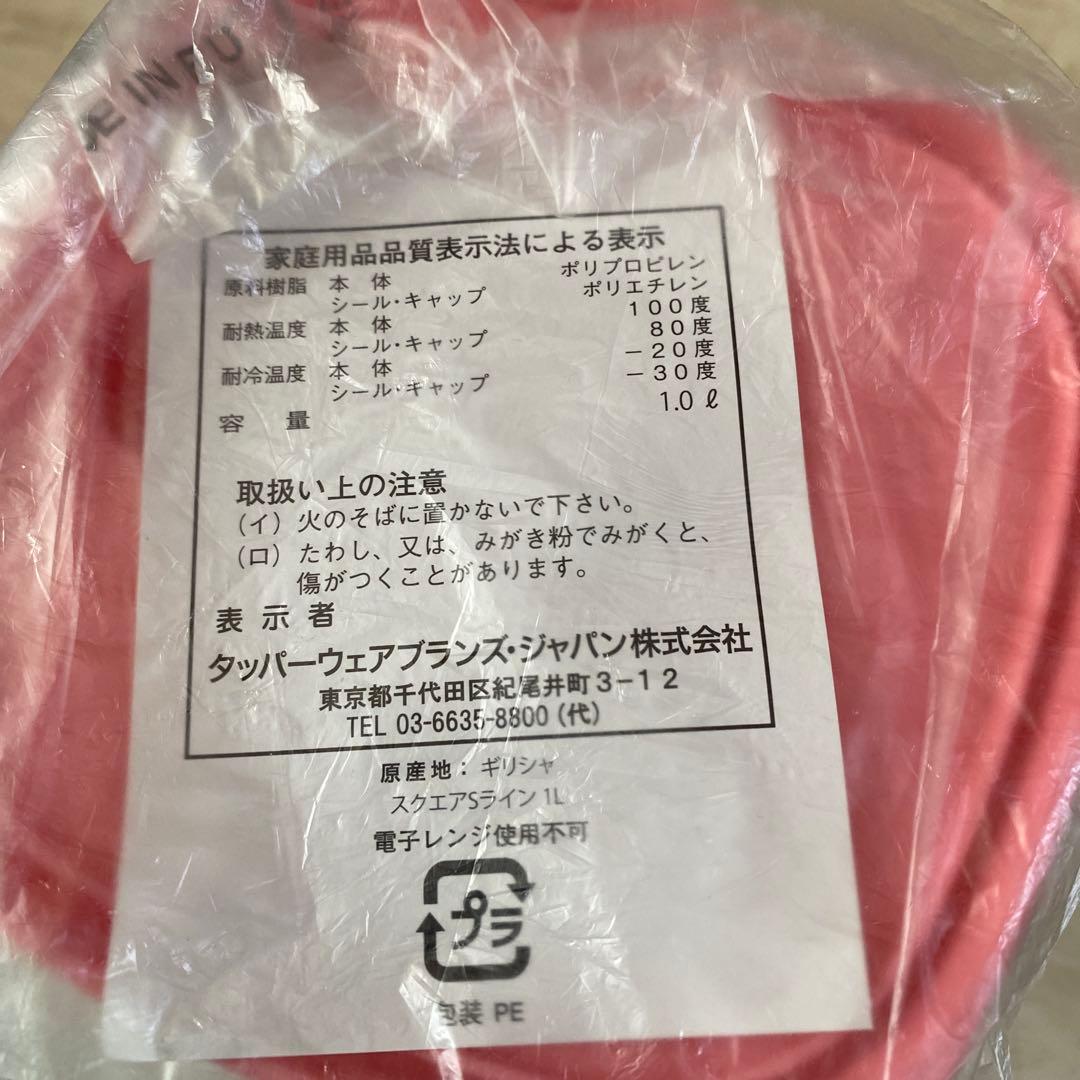 家庭用品品質表示法による表示
原料樹脂 本 体 ポリプロピレン
シール・キャップ ポリエチレン
耐熱温度 本 体 100度
シール・キャップ 80度
耐冷温度 本 体 −20度
シール・キャップ −30度
容 量 1.0ℓ
取扱い上の注意
(イ) 火のそばに置かないで下さい。
(ロ) たわし、又は、みがき粉でみがくと、
傷がつくことがあります。
表 示 者
タッパーウェアブランズ・ジャパン株式会社
東京都千代田区紀尾井町3−12
TEL 03-6635-8800 (代)
原産地： ギリシャ
スクエアSライン 1L
電子レンジ使用不可
プラ
包装 PE